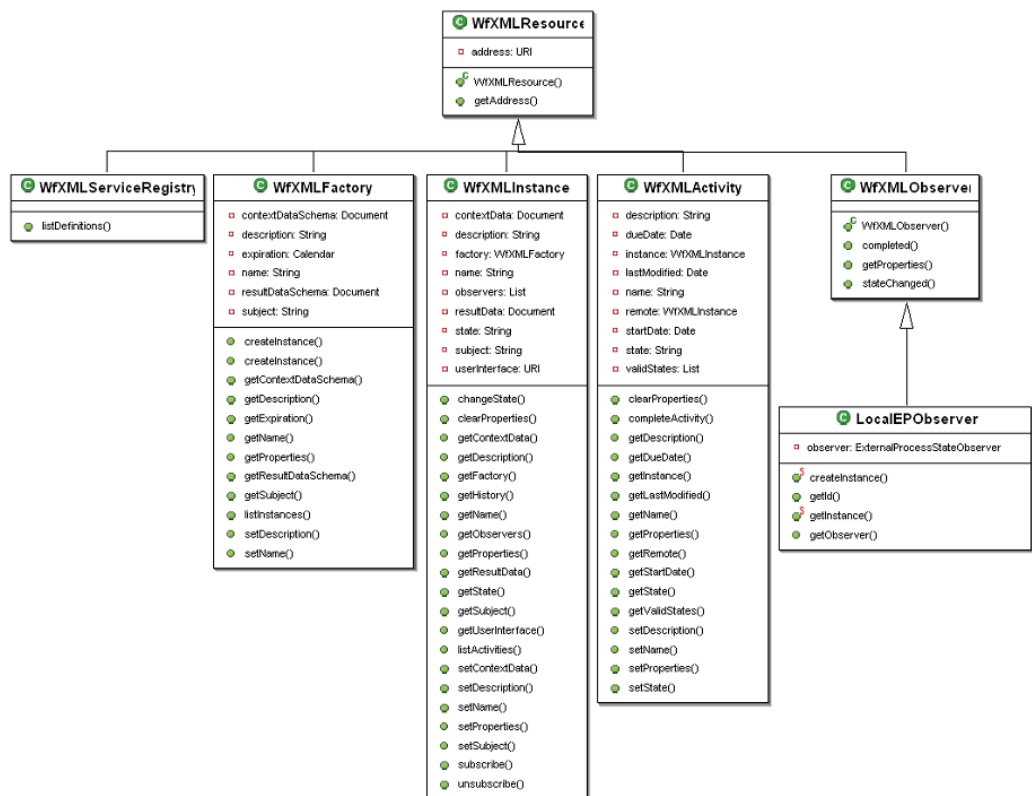 WfXMLResource
address: URI
WfXMLResource()
getAddress()
WfXMLServiceRegistry
listDefinitions()
WfXMLFactory
contextDataSchema: Document
description: String
expiration: Calendar
name: String
resultDataSchema: Document
subject: String
createInstance()
createInstance()
getContextDataSchema()
getDescription()
getExpiration()
getName()
getProperties()
getResultDataSchema()
getSubject()
listInstances()
setDescription()
setName()
WfXMLInstance
contextData: Document
description: String
factory: WfXMLFactory
name: String
observers: List
resultData: Document
state: String
subject: String
userInterface: URI
changeState()
clearProperties()
getContextData()
getDescription()
getFactory()
getHistory()
getName()
getObservers()
getProperties()
getResultData()
getState()
getSubject()
getUserInterface()
listActivities()
setContextData()
setDescription()
setName()
setProperties()
setSubject()
subscribe()
unsubscribe()
WfXMLActivity
description: String
dueDate: Date
instance: WfXMLInstance
lastModified: Date
name: String
remote: WfXMLInstance
startDate: Date
state: String
validStates: List
clearProperties()
completeActivity()
getDescription()
getDueDate()
getInstance()
getLastModified()
getName()
getProperties()
getRemote()
getStartDate()
getState()
getValidStates()
setDescription()
setName()
setProperties()
setState()
WfXMLObserver
WfXMLObserver()
completed()
getProperties()
stateChanged()
LocalEPObserver
observer: ExternalProcessStateObserver
createInstance()
getId()
getInstance()
getObserver()